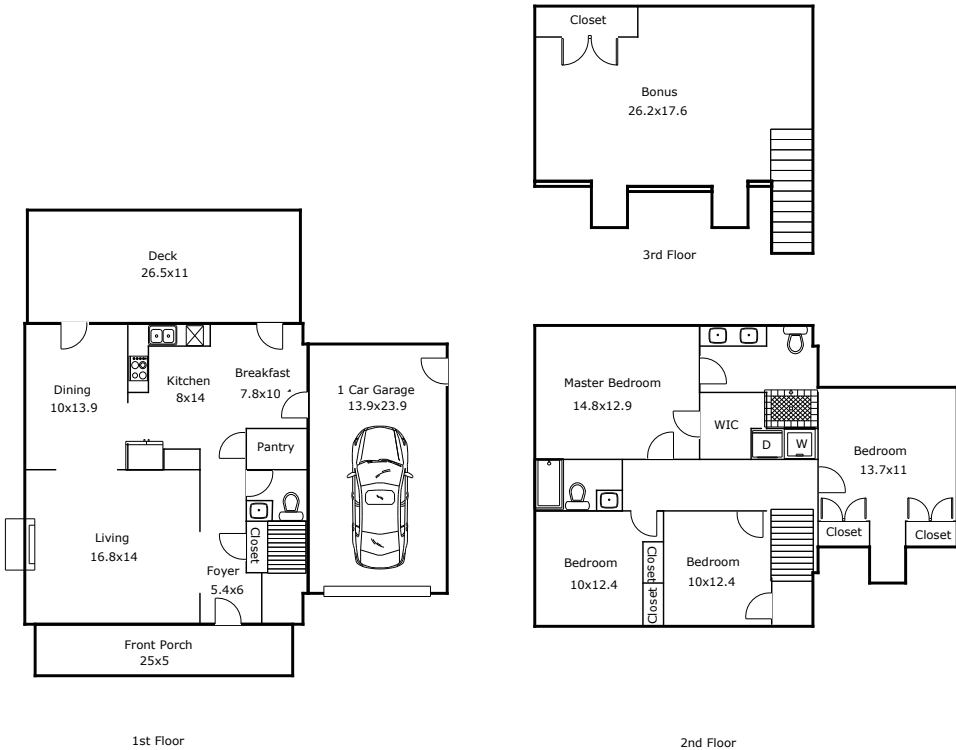 Closet
Bonus
26.2x17.6
3rd Floor
Deck
26.5x11
Dining
10x13.9
Kitchen
8x14
Breakfast
7.8x10
1 Car Garage
13.9x23.9
Pantry
Living
16.8x14
Closet
Foyer
5.4x6
Front Porch
25x5
1st Floor
Master Bedroom
14.8x12.9
WIC
D
W
Bedroom
13.7x11
Closet
Closet
Bedroom
10x12.4
Closet
Closet
Bedroom
10x12.4
2nd Floor